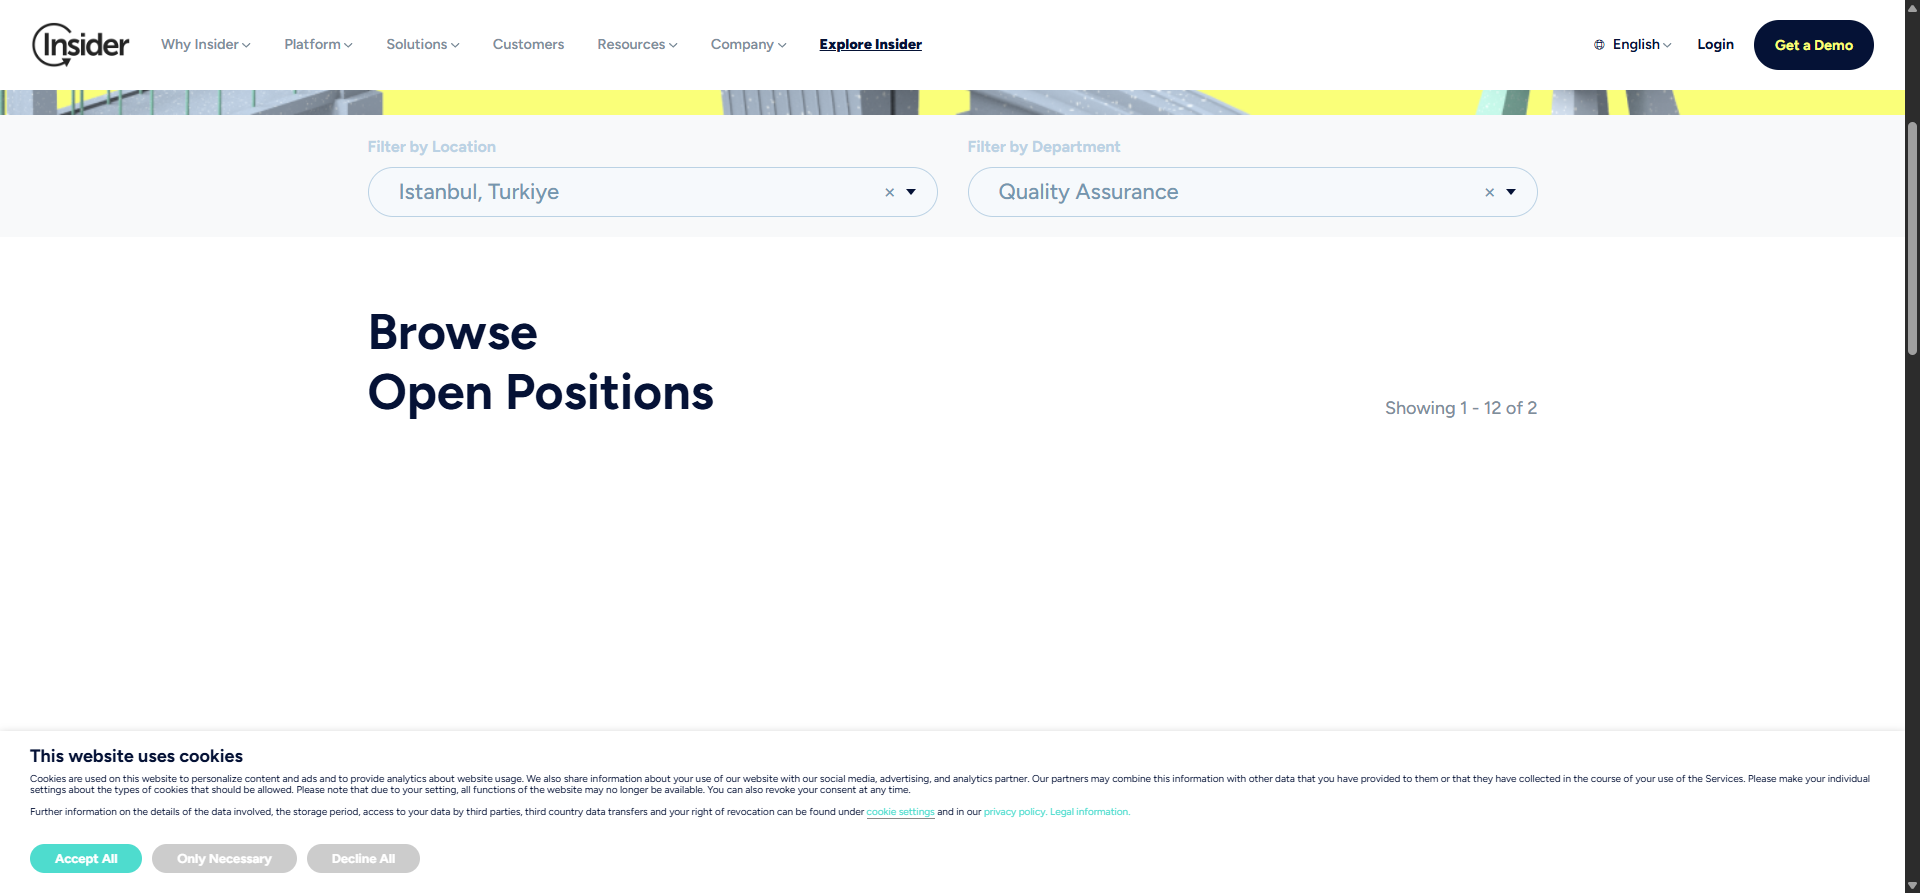 Insider
Why Insider
Platform
Solutions
Customers
Resources
Company
Explore Insider
English
Login
Get a Demo
Filter by Location
Filter by Department
Istanbul, Turkiye
×
Quality Assurance
×
Browse
Open Positions
Showing 1 - 12 of 2
This website uses cookies
Cookies are used on this website to personalize content and ads and to provide analytics about website usage. We also share information about your use of our website with our social media, advertising, and analytics partner. Our partners may combine this information with other data that you have provided to them or that they have collected in the course of your use of the Services. Please make your individual
settings about the types of cookies that should be allowed. Please note that due to your setting, all functions of the website may no longer be available. You can also revoke your consent at any time.
Further information on the details of the data involved, the storage period, access to your data by third parties, third country data transfers and your right of revocation can be found under cookie settings and in our privacy policy. Legal information.
Accept All
Only Necessary
Decline All